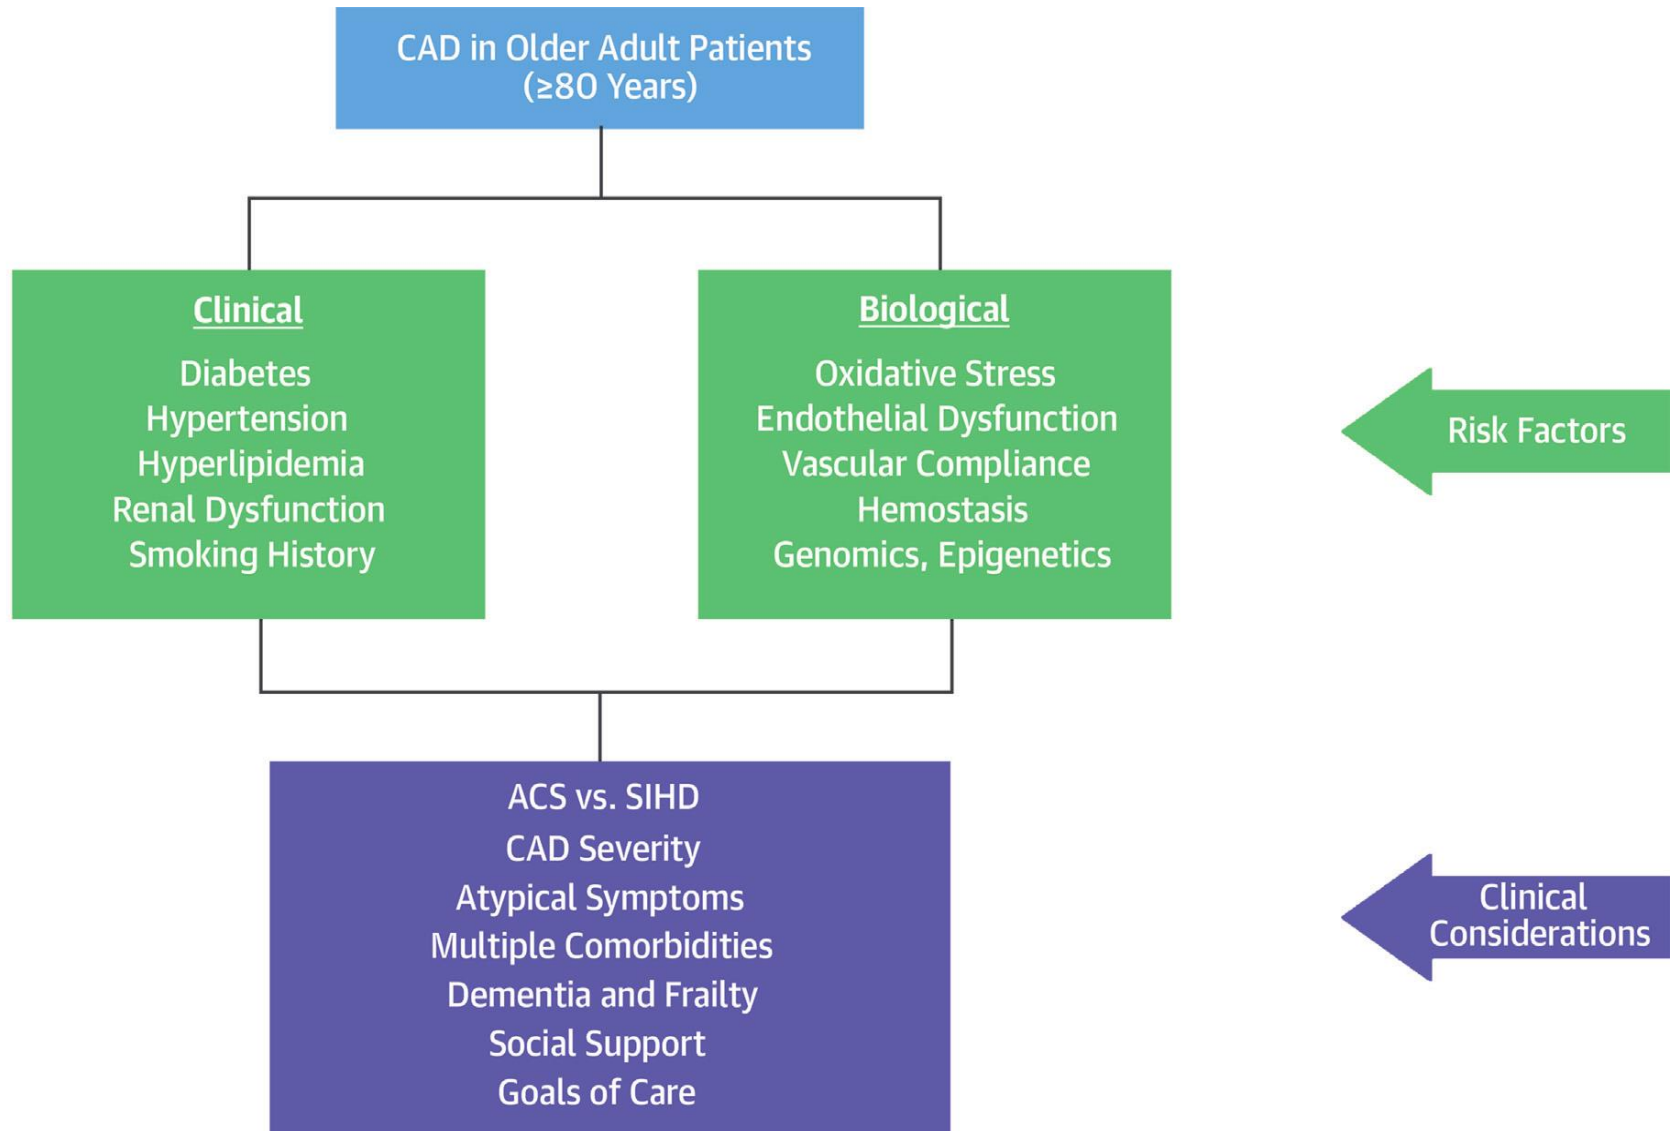 CAD in Older Adult Patients
(≥80 Years)
Clinical
Diabetes
Hypertension
Hyperlipidemia
Renal Dysfunction
Smoking History
Biological
Oxidative Stress
Endothelial Dysfunction
Vascular Compliance
Hemostasis
Genomics, Epigenetics
Risk Factors
ACS vs. SIHD
CAD Severity
Atypical Symptoms
Multiple Comorbidities
Dementia and Frailty
Social Support
Goals of Care
Clinical
Considerations